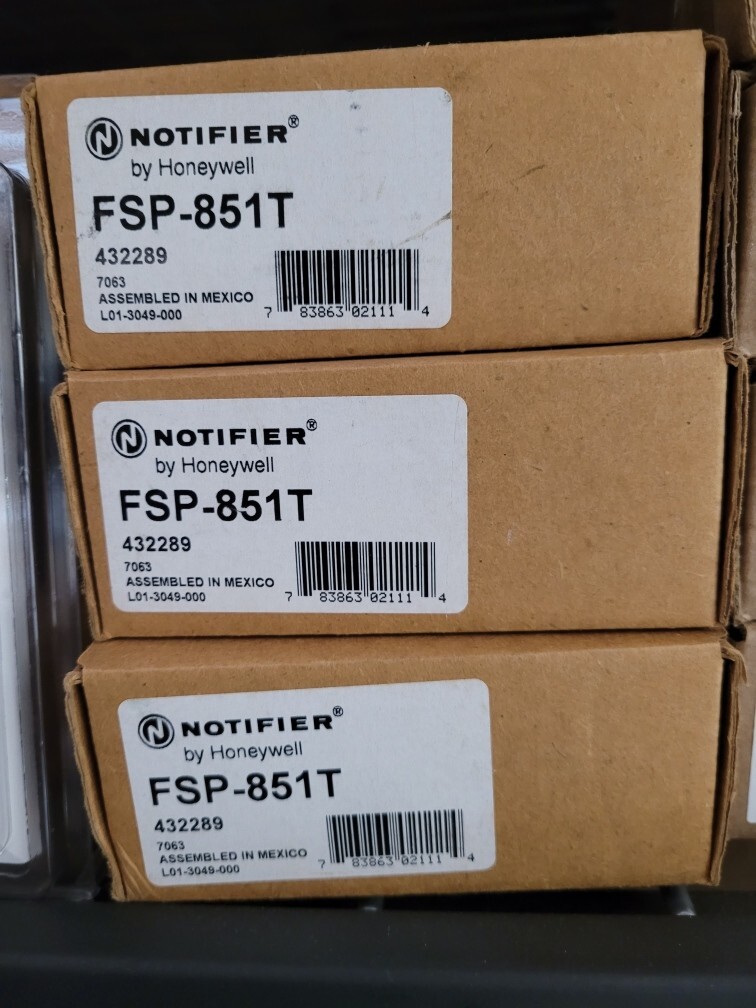 NOTIFIER®
by Honeywell
FSP-851T
432289
7063
ASSEMBLED IN MEXICO
L01-3049-000
7 83863 02111 4
NOTIFIER®
by Honeywell
FSP-851T
432289
7063
ASSEMBLED IN MEXICO
L01-3049-000
7 83863 02111 4
NOTIFIER®
by Honeywell
FSP-851T
432289
7063
ASSEMBLED IN MEXICO
L01-3049-000
7 83863 02111 4